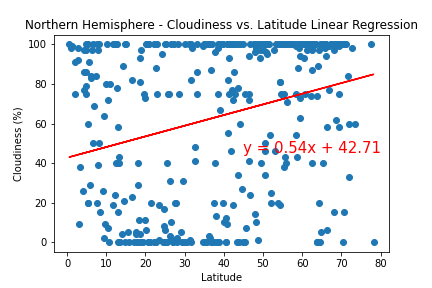 Northern Hemisphere - Cloudiness vs. Latitude Linear Regression
100
80
60
40
20
0
Cloudiness (%)
y = 0.54x + 42.71
0 10 20 30 40 50 60 70 80
Latitude